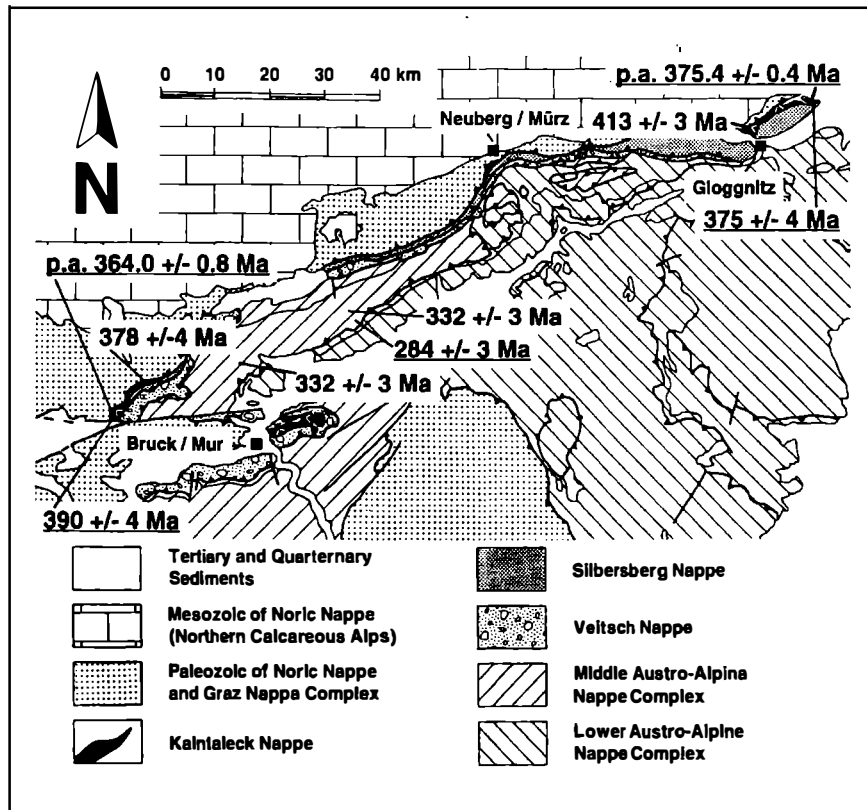 0 10 20 30 40 km
N
p.a. 375.4 +/- 0.4 Ma
Neuberg / Mürz
413 +/- 3 Ma
Gloggnitz
375 +/- 4 Ma
p.a. 364.0 +/- 0.8 Ma
378 +/-4 Ma
332 +/- 3 Ma
284 +/- 3 Ma
332 +/- 3 Ma
Bruck / Mur
390 +/- 4 Ma
Tertiary and Quarternary
Sediments
Mesozoic of Noric Nappe
(Northern Calcareous Alps)
Paleozoic of Noric Nappe
and Graz Nappa Complex
Kaintaleck Nappe
Silbersberg Nappe
Veitsch Nappe
Middle Austro-Alpina
Nappe Complex
Lower Austro-Alpine
Nappe Complex